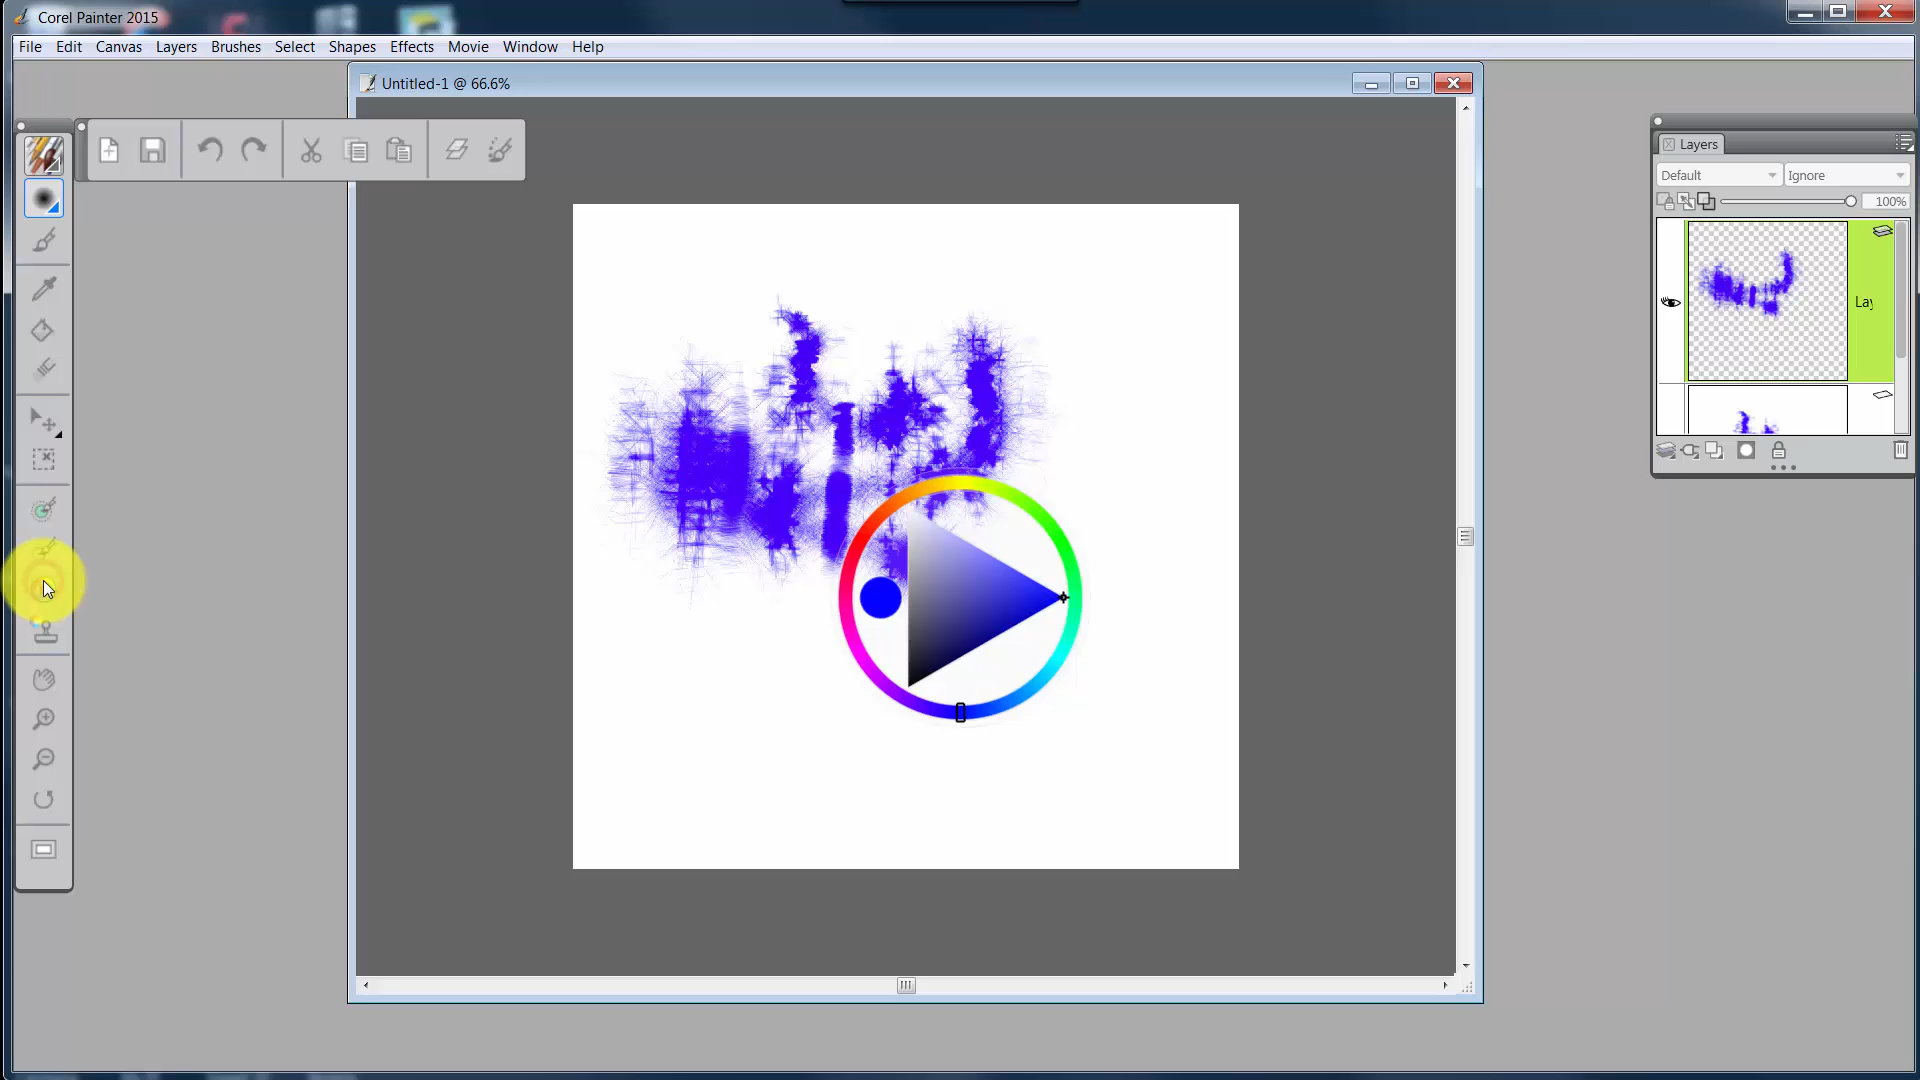 Corel Painter 2015
File Edit Canvas Layers Brushes Select Shapes Effects Movie Window Help
Untitled-1 @ 66.6%
Layers
Default Ignore
100%
Lay